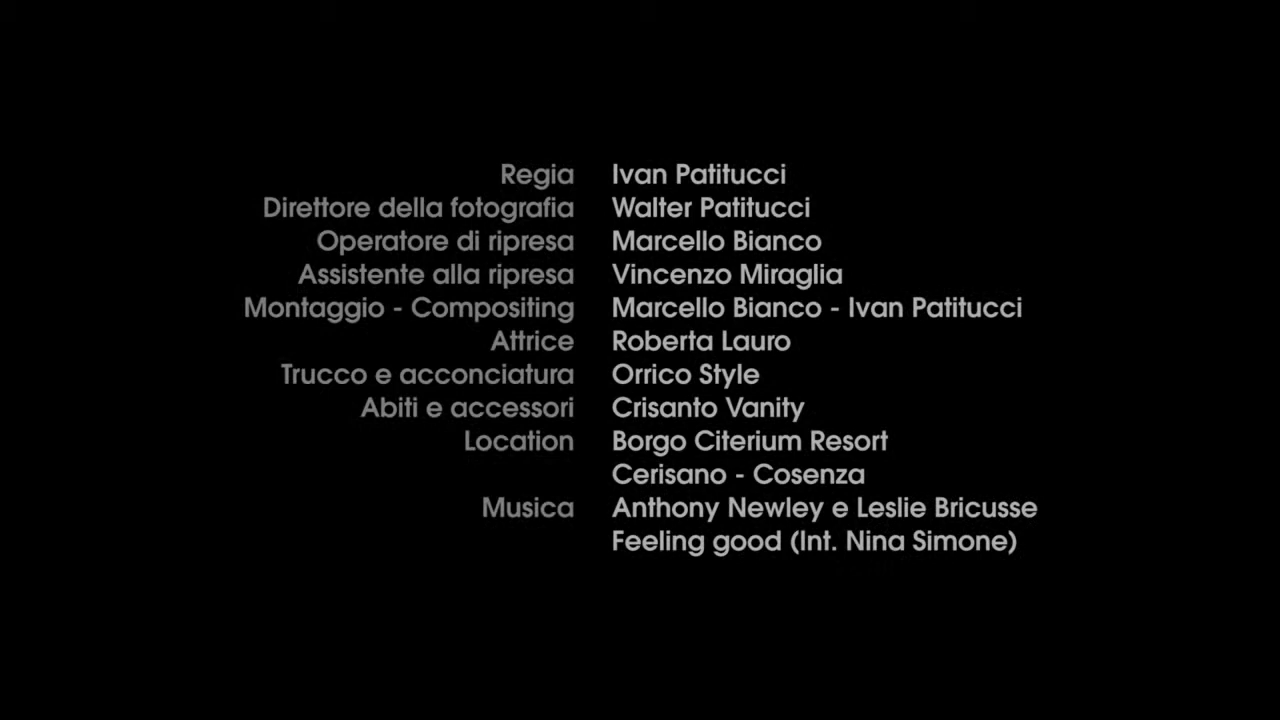 Regia Ivan Patitucci
Direttore della fotografia Walter Patitucci
Operatore di ripresa Marcello Bianco
Assistente alla ripresa Vincenzo Miraglia
Montaggio - Compositing Marcello Bianco - Ivan Patitucci
Attrice Roberta Lauro
Trucco e acconciatura Orrico Style
Abiti e accessori Crisanto Vanity
Location Borgo Citerium Resort
Cerisano - Cosenza
Musica Anthony Newley e Leslie Bricusse
Feeling good (Int. Nina Simone)